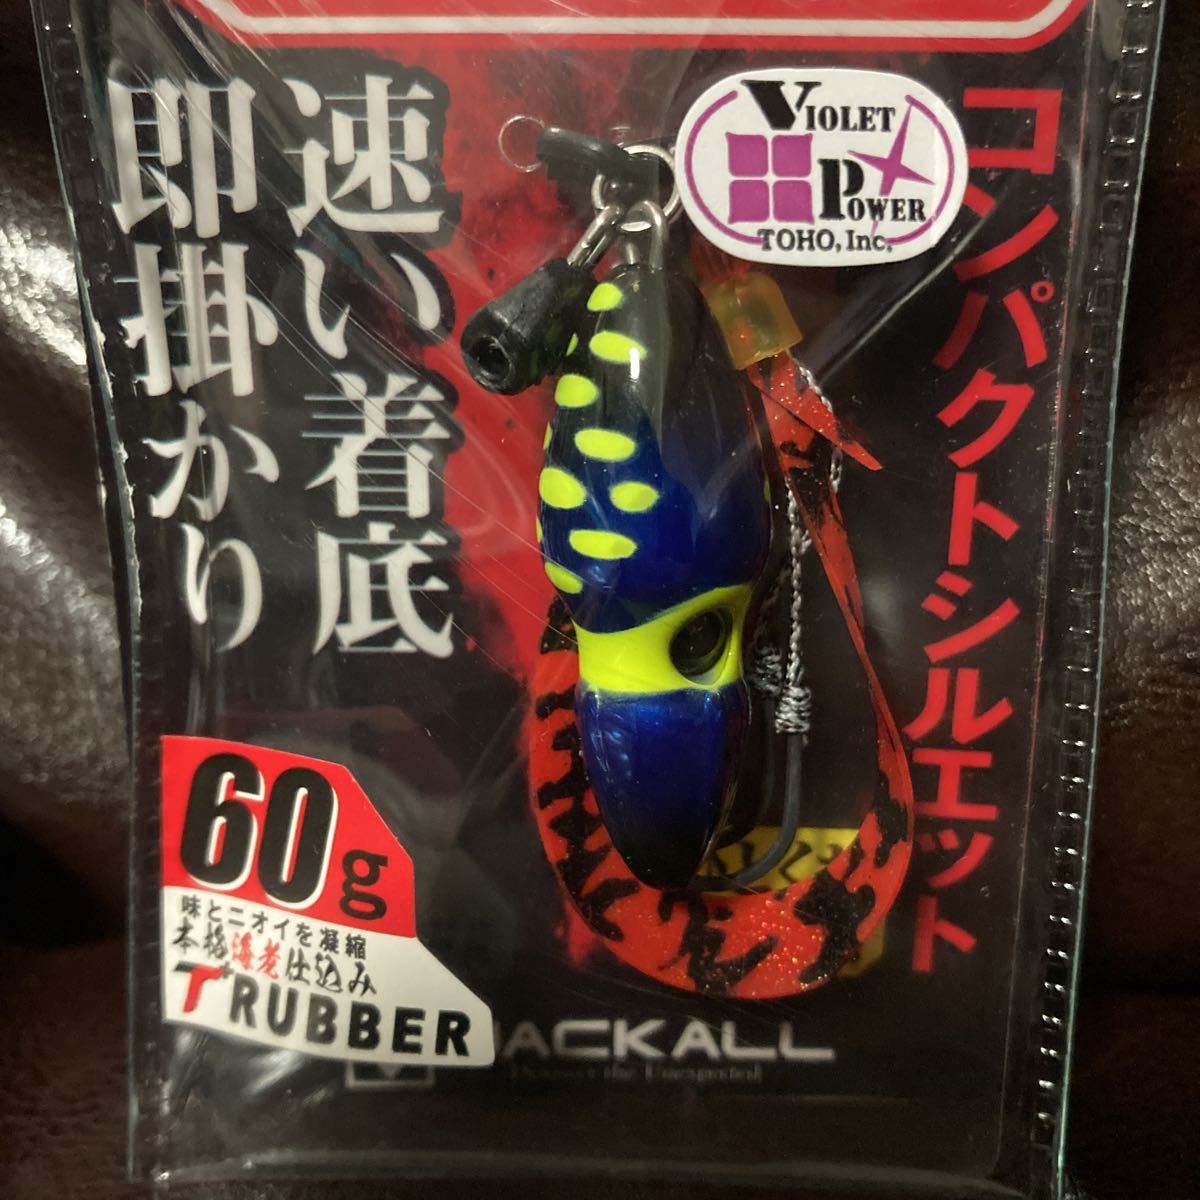 コンパクトシルエット
速い着底
即掛かり
VIOLET
POWER
TOHO, Inc.
60g
味とニオイを凝縮
本格海老仕込み
T+RUBBER
JACKALL